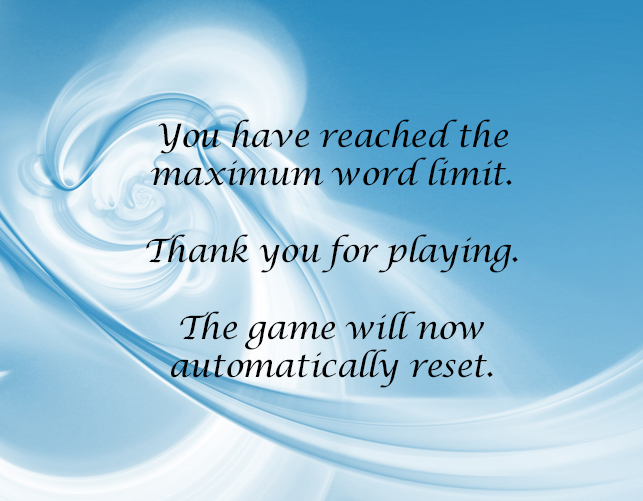 You have reached the
maximum word limit.
Thank you for playing.
The game will now
automatically reset.